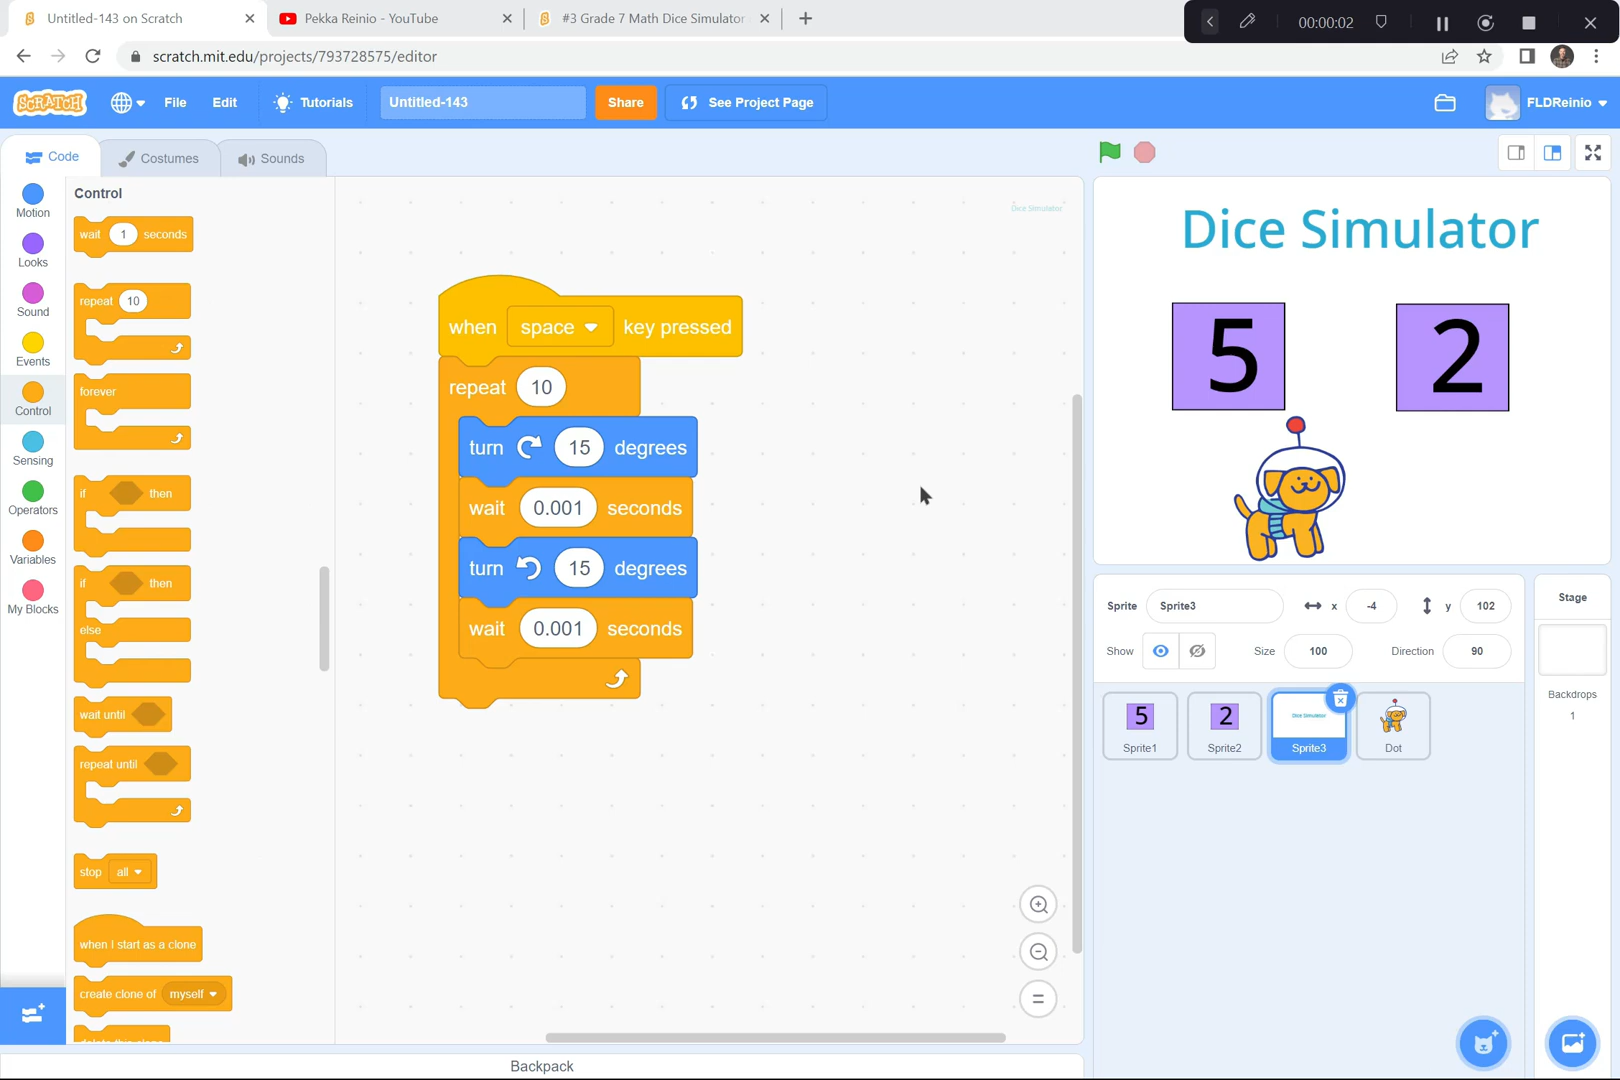 Untitled-143 on Scratch
Pekka Reinio - YouTube
#3 Grade 7 Math Dice Simulator
00:00:02
scratch.mit.edu/projects/793728575/editor
SCRATCH
File
Edit
Tutorials
Untitled-143
Share
See Project Page
FLDReinio
Code
Costumes
Sounds
Motion
Looks
Sound
Events
Control
Sensing
Operators
Variables
My Blocks
Control
wait 1 seconds
repeat 10
forever
if then
if then
else
wait until
repeat until
stop all
when I start as a clone
create clone of myself
delete this clone
Dice Simulator
when space key pressed
repeat 10
turn 15 degrees
wait 0.001 seconds
turn 15 degrees
wait 0.001 seconds
Backpack
Dice Simulator
5
2
Sprite Sprite3 x -4 y 102
Show Size 100 Direction 90
5
Sprite1
2
Sprite2
Dice Simulator
Sprite3
Dot
Stage
Backdrops
1